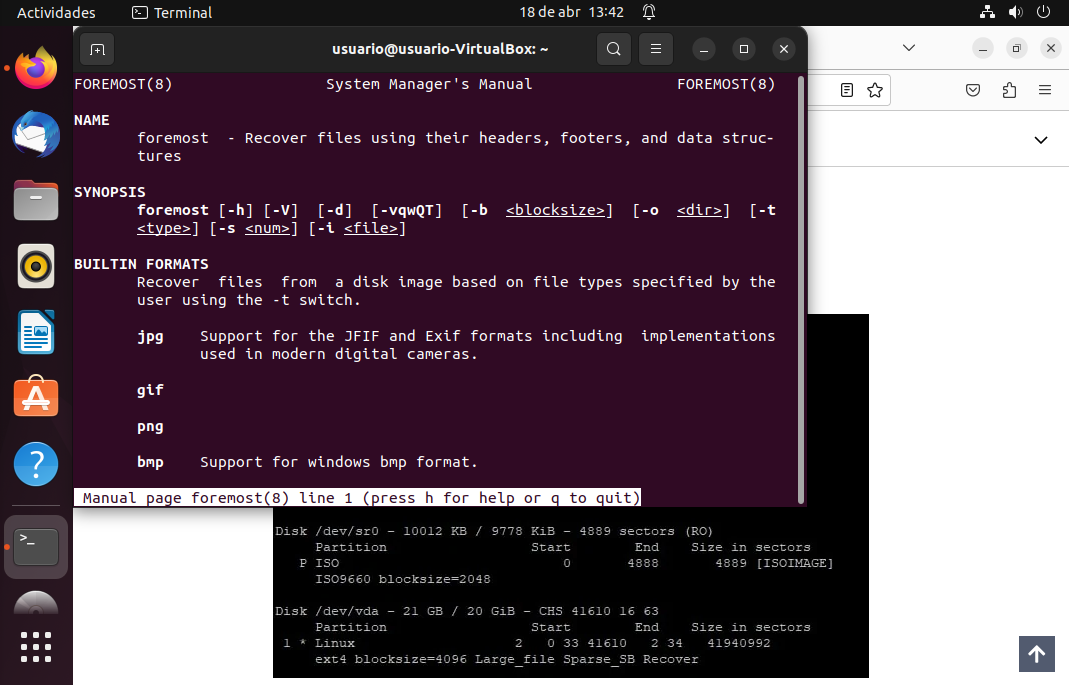 Actividades Terminal 18 de abr 13:42
usuario@usuario-VirtualBox: ~
FOREMOST(8) System Manager's Manual FOREMOST(8)
NAME
foremost - Recover files using their headers, footers, and data struc-
tures
SYNOPSIS
foremost [-h] [-V] [-d] [-vqwQT] [-b <blocksize>] [-o <dir>] [-t
<type>] [-s <num>] [-i <file>]
BUILTIN FORMATS
Recover files from a disk image based on file types specified by the
user using the -t switch.
jpg Support for the JFIF and Exif formats including implementations
used in modern digital cameras.
gif
png
bmp Support for windows bmp format.
Manual page foremost(8) line 1 (press h for help or q to quit)
Disk /dev/sr0 - 10012 KB / 9778 KiB - 4889 sectors (RO)
Partition Start End Size in sectors
P ISO 0 4888 4889 [ISOIMAGE]
ISO9660 blocksize=2048
Disk /dev/vda - 21 GB / 20 GiB - CHS 41610 16 63
Partition Start End Size in sectors
1 * Linux 2 0 33 41610 2 34 41940992
ext4 blocksize=4096 Large_file Sparse_SB Recover